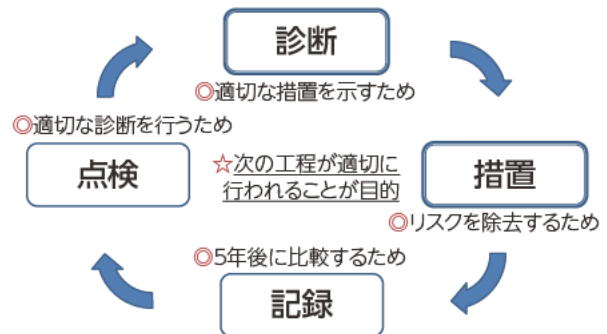 診断
◎適切な措置を示すため
◎適切な診断を行うため
点検
☆次の工程が適切に
行われることが目的
措置
◎リスクを除去するため
◎5年後に比較するため
記録